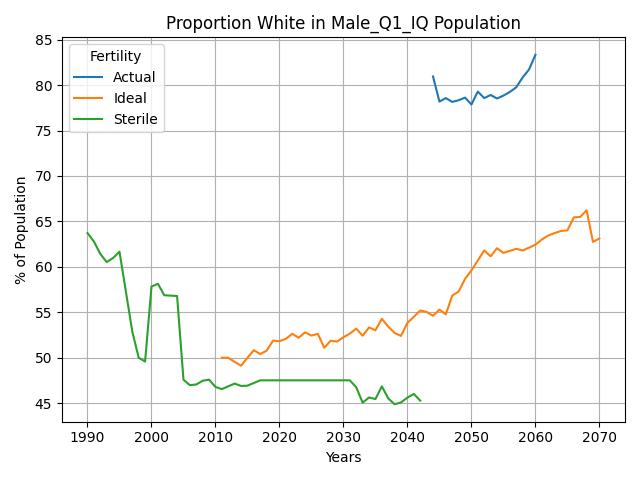 Proportion White in Male_Q1_IQ Population
Fertility
Actual
Ideal
Sterile
% of Population
85
80
75
70
65
60
55
50
45
1990 2000 2010 2020 2030 2040 2050 2060 2070
Years